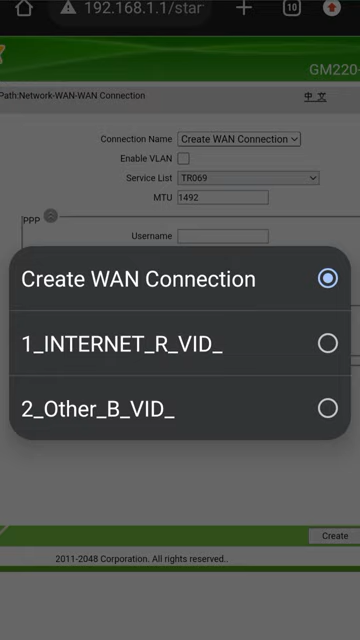 192.168.1.1/star
10
GM220-
Path:Network-WAN-WAN Connection
中 文
Connection Name
Create WAN Connection
Enable VLAN
Service List
TR069
MTU
1492
PPP
Username
Create WAN Connection
1_INTERNET_R_VID_
2_Other_B_VID_
Create
2011-2048 Corporation. All rights reserved..